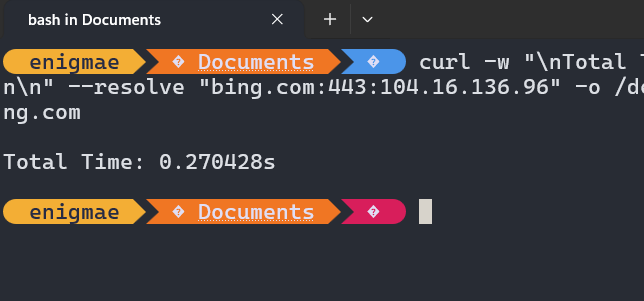 bash in Documents
enigmae � Documents � curl -w "\nTotal
n\n" --resolve "bing.com:443:104.16.136.96" -o
ng.com
Total Time: 0.270428s
enigmae � Documents �